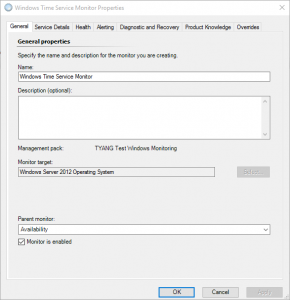 Windows Time Service Monitor Properties
General Service Details Health Alerting Diagnostic and Recovery Product Knowledge Overrides
General properties
Specify the name and description for the monitor you are creating.
Name:
Windows Time Service Monitor
Description (optional):
Management pack: TYANG Test Windows Monitoring
Monitor target:
Windows Server 2012 Operating System
Select...
Parent monitor:
Availability
Monitor is enabled
OK Cancel Apply